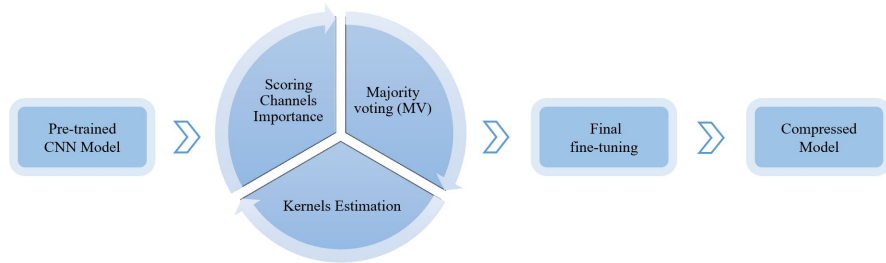 Pre-trained
CNN Model
Scoring
Channels
Importance
Majority
voting (MV)
Kernels Estimation
Final
fine-tuning
Compressed
Model